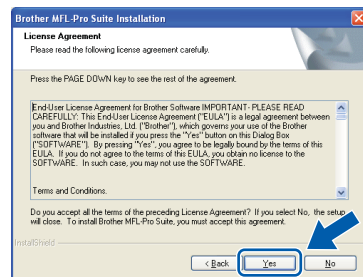 Brother MFL-Pro Suite Installation
License Agreement
Please read the following license agreement carefully.
Press the PAGE DOWN key to see the rest of the agreement.
End-User License Agreement for Brother Software IMPORTANT- PLEASE READ
CAREFULLY: This End-User License Agreement ("EULA") is a legal agreement between
you and Brother Industries, Ltd. ("Brother"), which governs your use of the Brother
software that will be installed if you press the "Yes" button on this Dialog Box
("SOFTWARE"). By pressing "Yes", you agree to be legally bound by the terms of this
EULA. If you do not agree to the terms of this EULA, you obtain no license to the
SOFTWARE. In such case, you may not use the SOFTWARE.
Terms and Conditions.
Do you accept all the terms of the preceding License Agreement? If you select No, the setup
will close. To install Brother MFL-Pro Suite, you must accept this agreement.
InstallShield
< Back Yes No